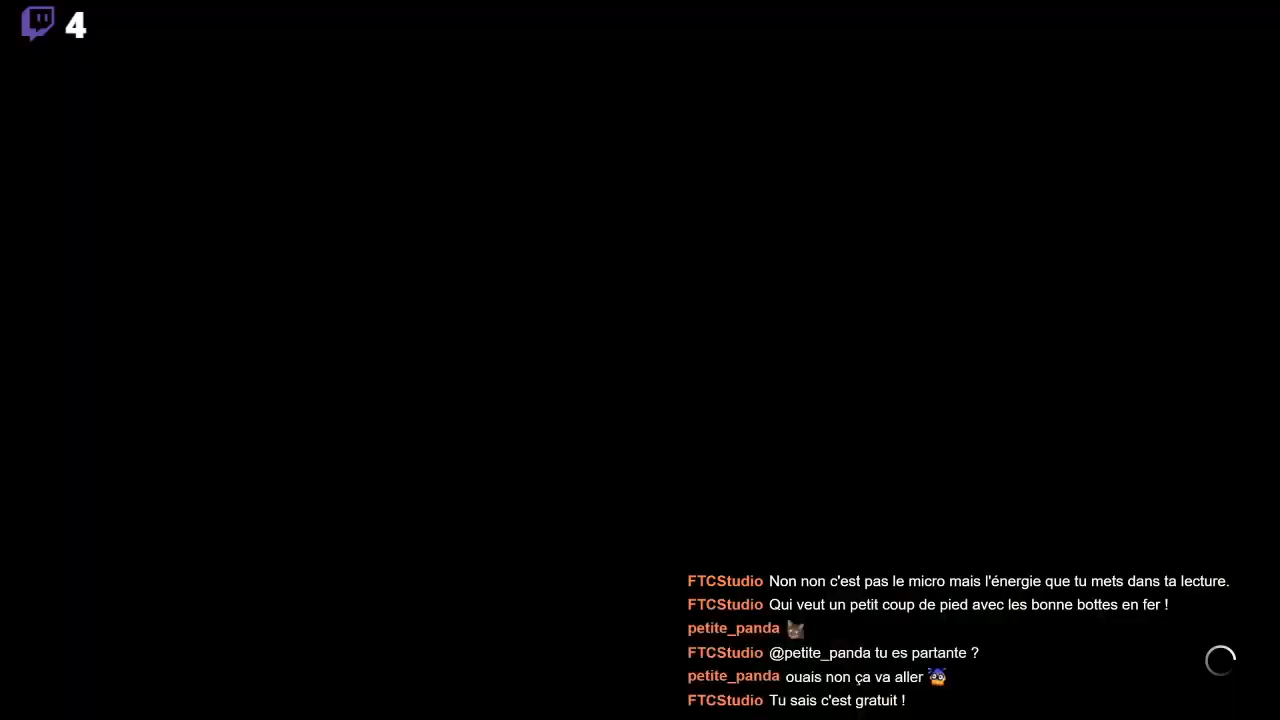 4
FTCStudio Non non c'est pas le micro mais l'énergie que tu mets dans ta lecture.
FTCStudio Qui veut un petit coup de pied avec les bonne bottes en fer !
petite_panda
FTCStudio @petite_panda tu es partante ?
petite_panda ouais non ça va aller
FTCStudio Tu sais c'est gratuit !